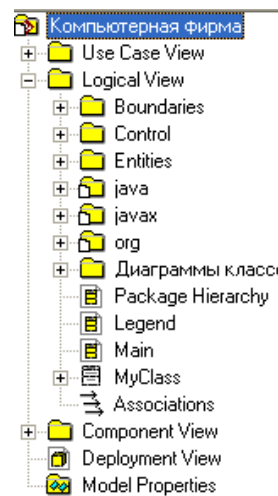 Компьютерная фирма
Use Case View
Logical View
Boundaries
Control
Entities
java
javax
org
Диаграммы классо
Package Hierarchy
Legend
Main
MyClass
Associations
Component View
Deployment View
Model Properties